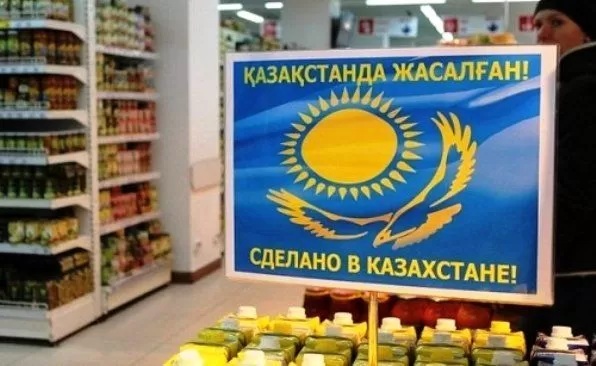 ҚАЗАҚСТАНДА ЖАСАЛҒАН!
СДЕЛАНО В КАЗАХСТАНЕ!